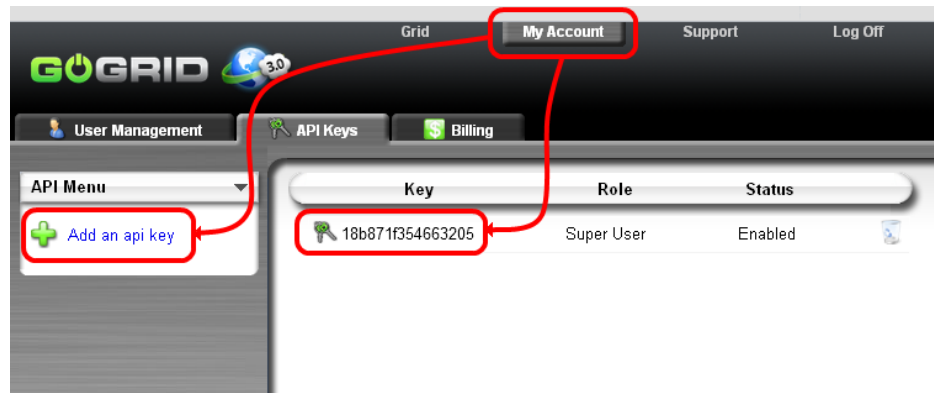 Grid My Account Support Log Off
GOGRID 3.0
User Management API Keys $ Billing
API Menu Key Role Status
Add an api key 18b871f354663205 Super User Enabled